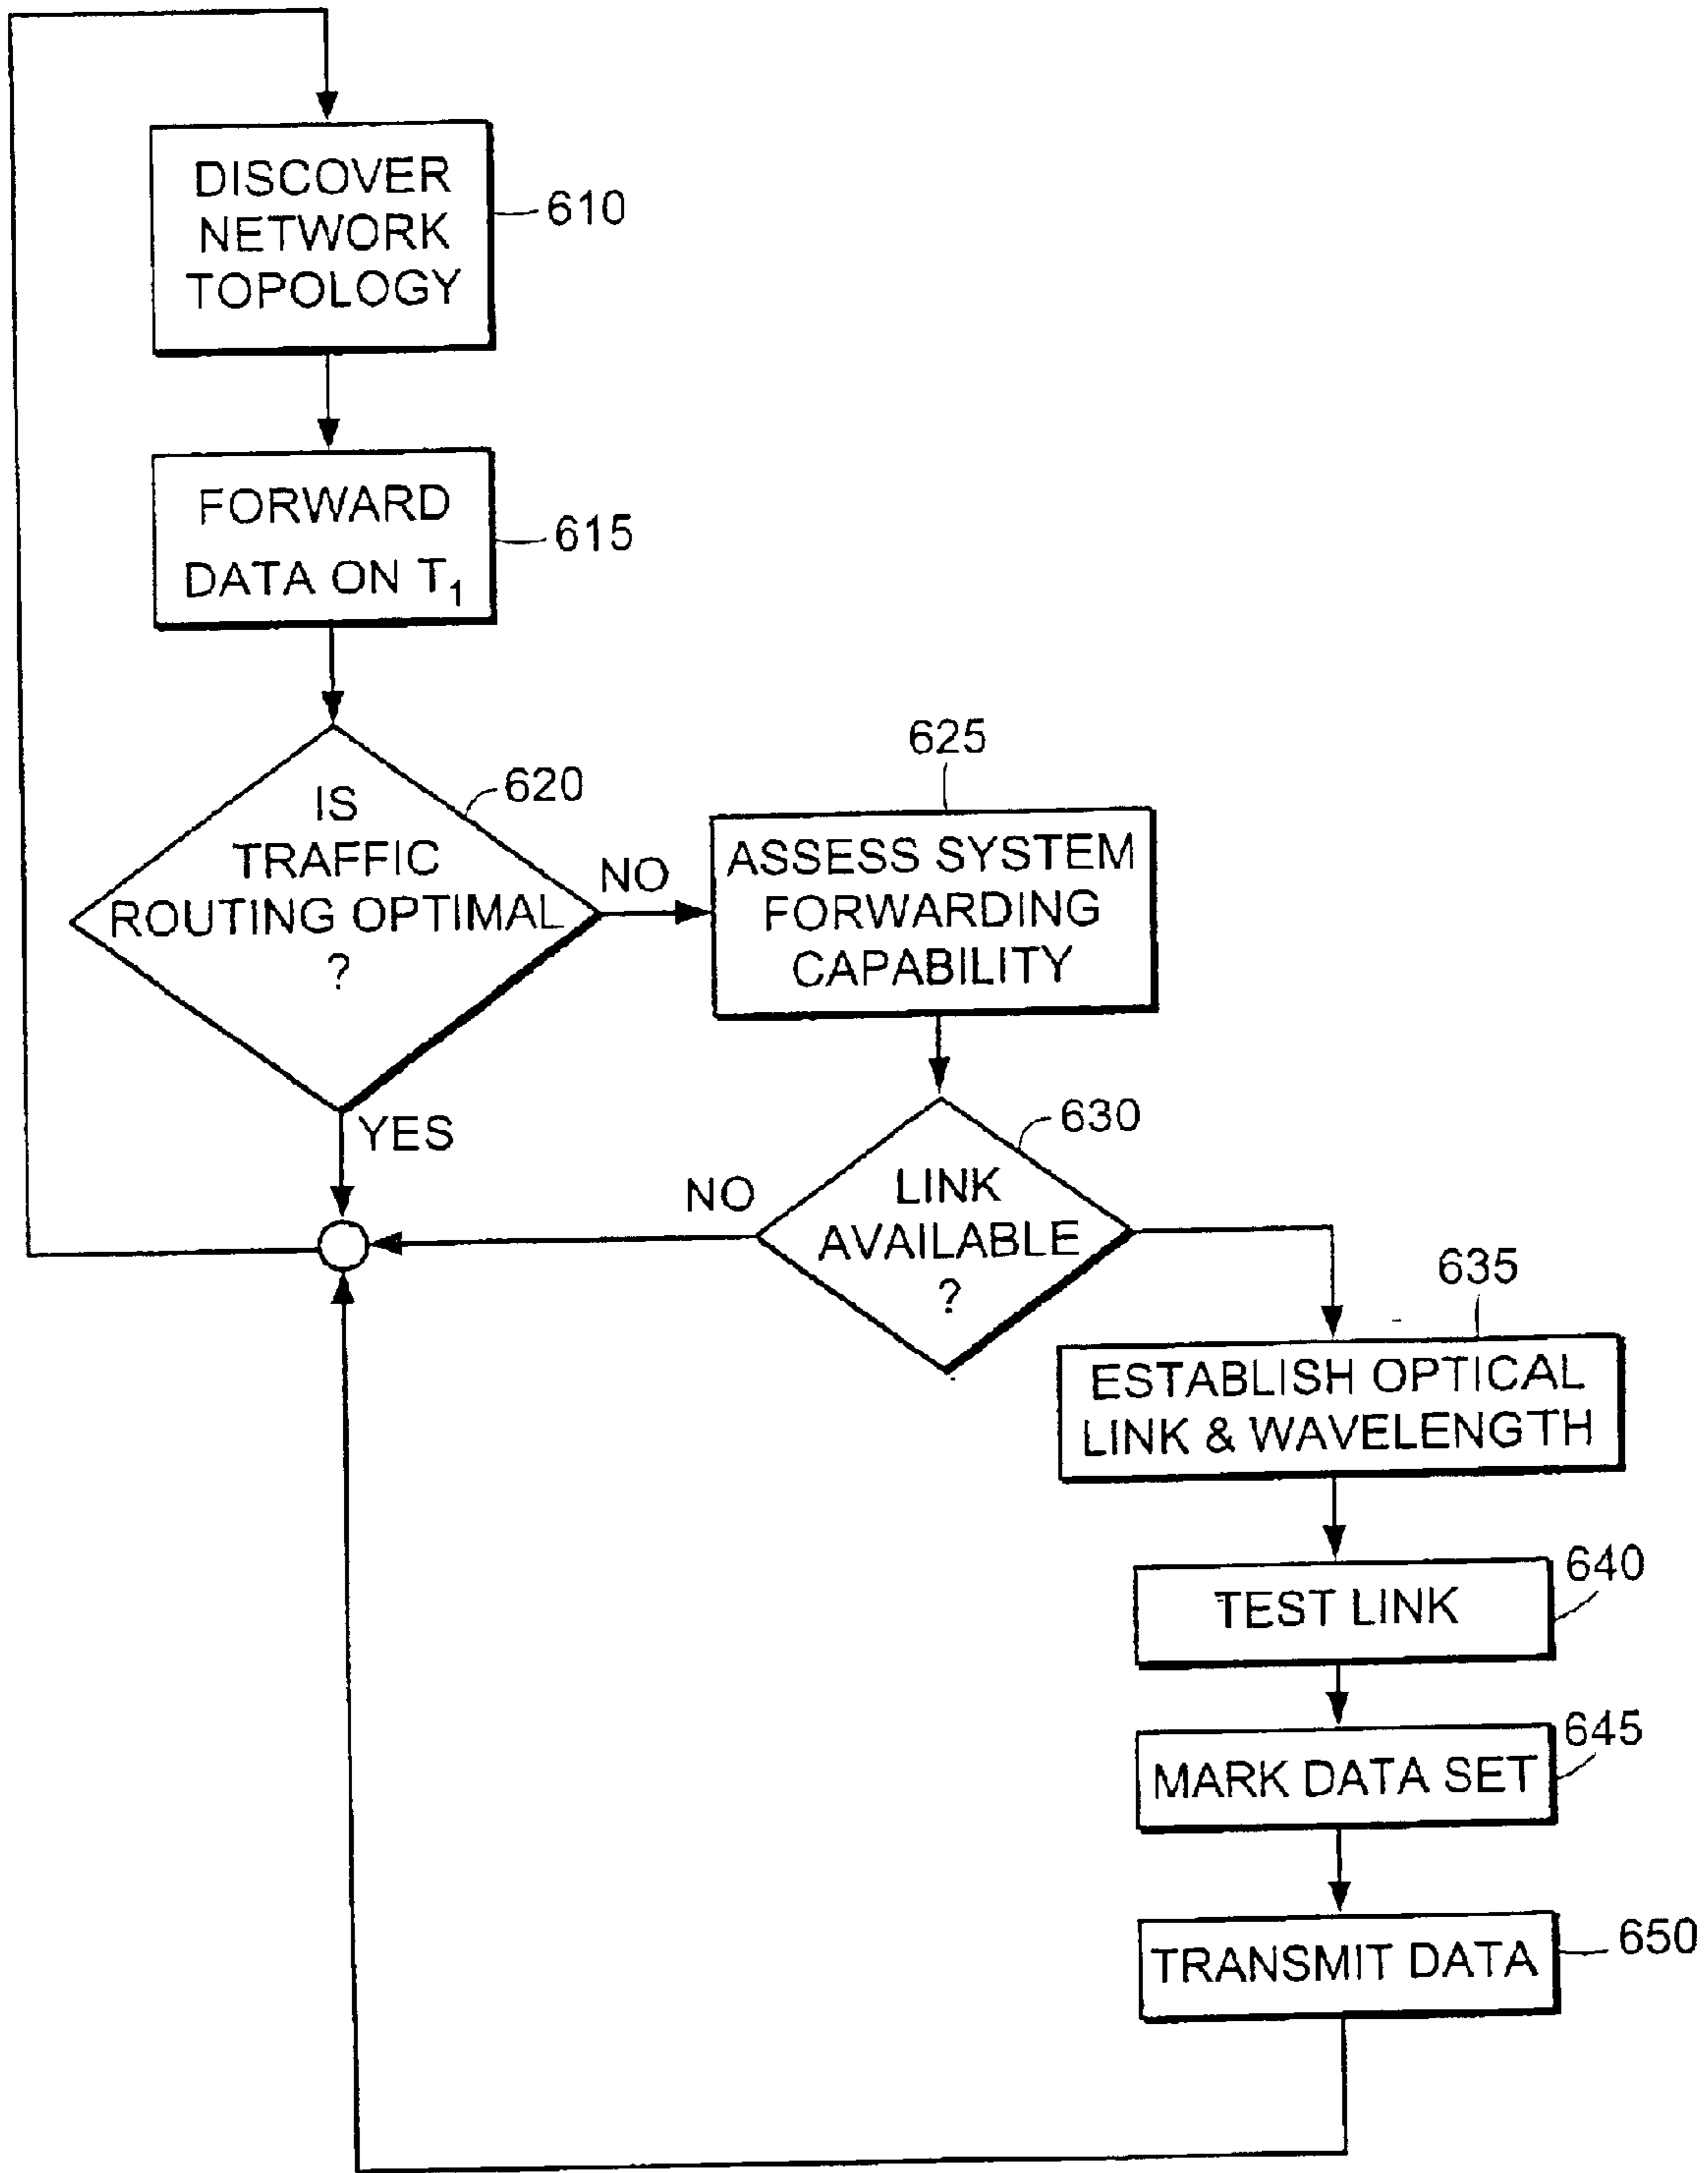 DISCOVER
NETWORK
TOPOLOGY
610
FORWARD
DATA ON T₁
615
IS
TRAFFIC
ROUTING OPTIMAL
?
620
NO
YES
625
ASSESS SYSTEM
FORWARDING
CAPABILITY
630
LINK
AVAILABLE
?
NO
635
ESTABLISH OPTICAL
LINK & WAVELENGTH
640
TEST LINK
645
MARK DATA SET
650
TRANSMIT DATA